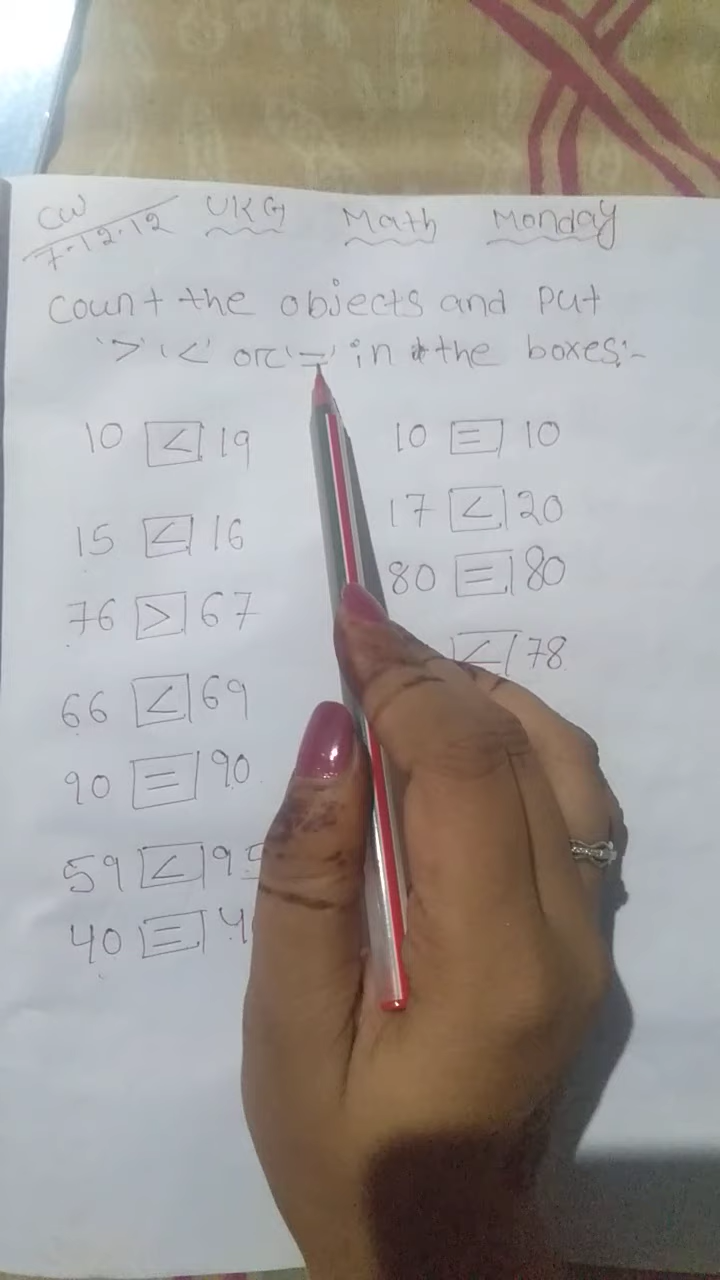 CW UKG Math Monday
7.12.12
Count the objects and put
'>' '<' or '=' in the boxes:-
10 < 19
15 < 16
76 > 67
66 < 69
90 = 90
59 < 95
40 =
10 = 10
17 < 20
80 = 80
< 78